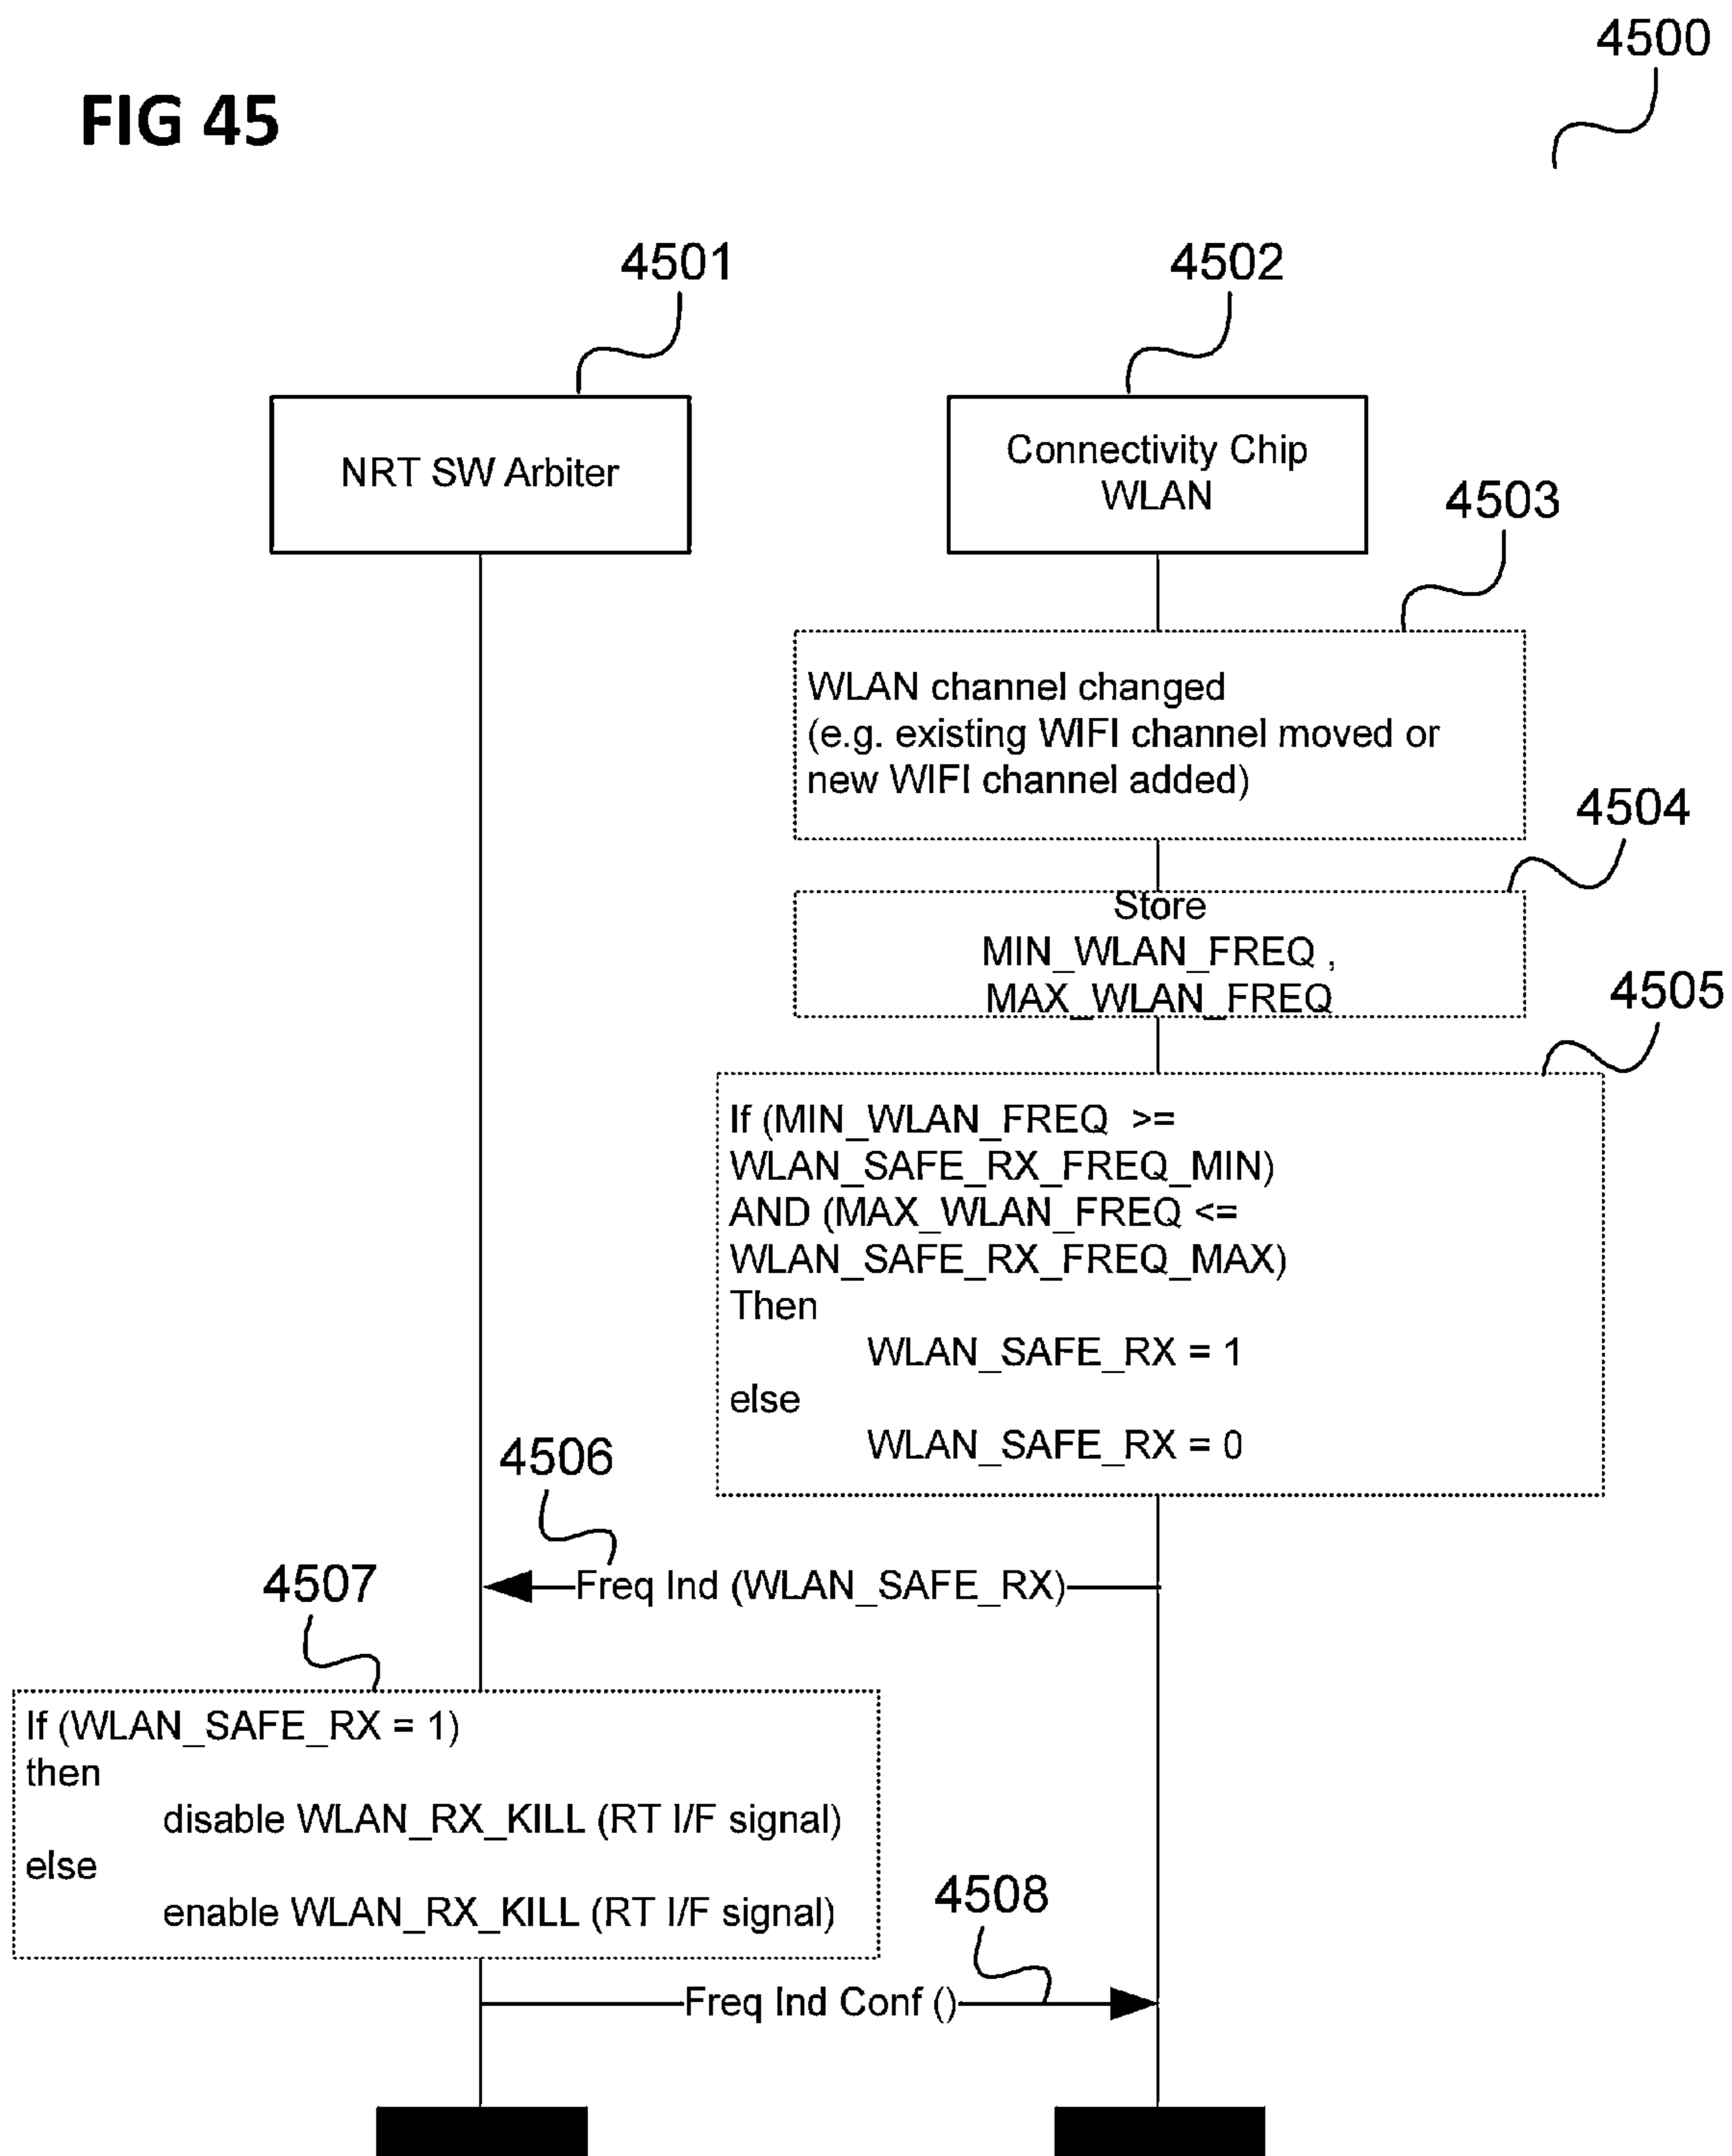 4500
FIG 45
4501
4502
NRT SW Arbiter
Connectivity Chip
WLAN
4503
WLAN channel changed
(e.g. existing WIFI channel moved or
new WIFI channel added)
4504
Store
MIN_WLAN_FREQ ,
MAX_WLAN_FREQ
4505
If (MIN_WLAN_FREQ >=
WLAN_SAFE_RX_FREQ_MIN)
AND (MAX_WLAN_FREQ <=
WLAN_SAFE_RX_FREQ_MAX)
Then
WLAN_SAFE_RX = 1
else
WLAN_SAFE_RX = 0
4506
Freq Ind (WLAN_SAFE_RX)
4507
If (WLAN_SAFE_RX = 1)
then
disable WLAN_RX_KILL (RT I/F signal)
else
enable WLAN_RX_KILL (RT I/F signal)
4508
Freq Ind Conf ()